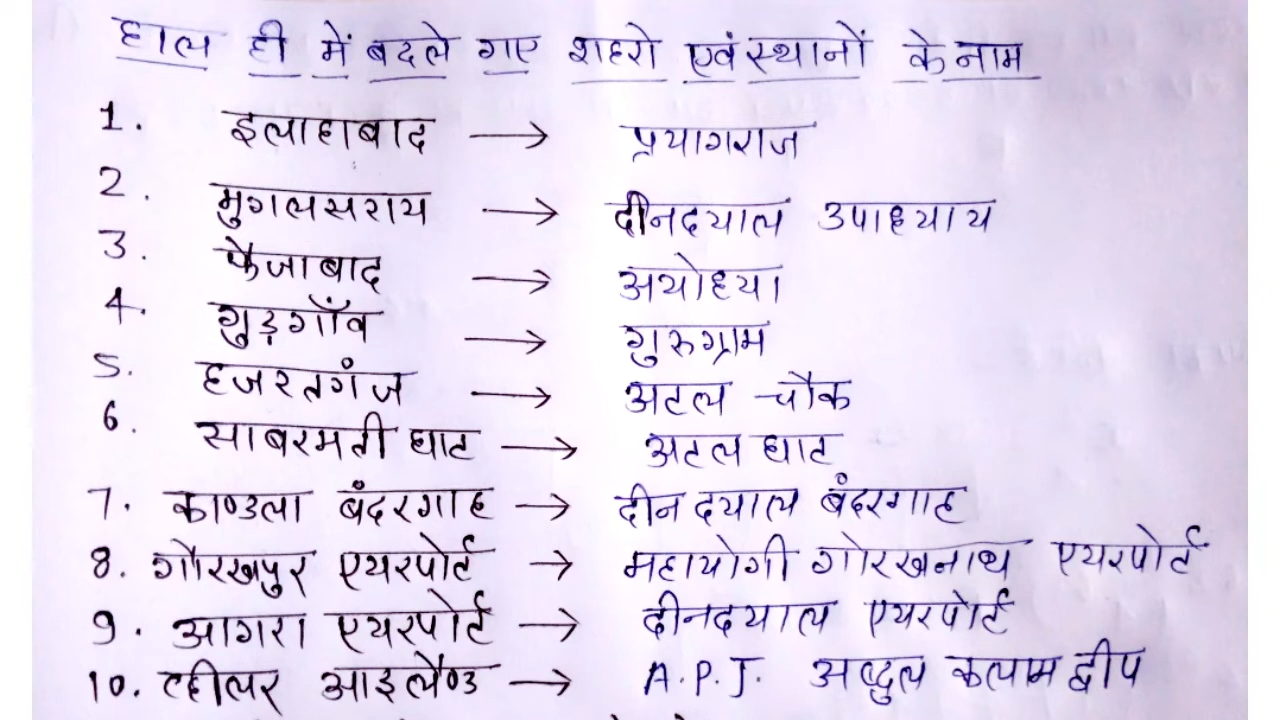 हाल ही में बदले गए शहरो एवं स्थानों के नाम
1. इलाहाबाद → प्रयागराज
2. मुगलसराय → दीनदयाल उपाध्याय
3. फैजाबाद → अयोध्या
4. गुड़गाँव → गुरुग्राम
5. हजरतगंज → अटल चौक
6. साबरमती घाट → अटल घाट
7. काण्डला बंदरगाह → दीन दयाल बंदरगाह
8. गौरखपुर एयरपोर्ट → महायोगी गोरखनाथ एयरपोर्ट
9. आगरा एयरपोर्ट → दीनदयाल एयरपोर्ट
10. व्हीलर आइलैण्ड → A.P.J. अब्दुल कलाम द्वीप